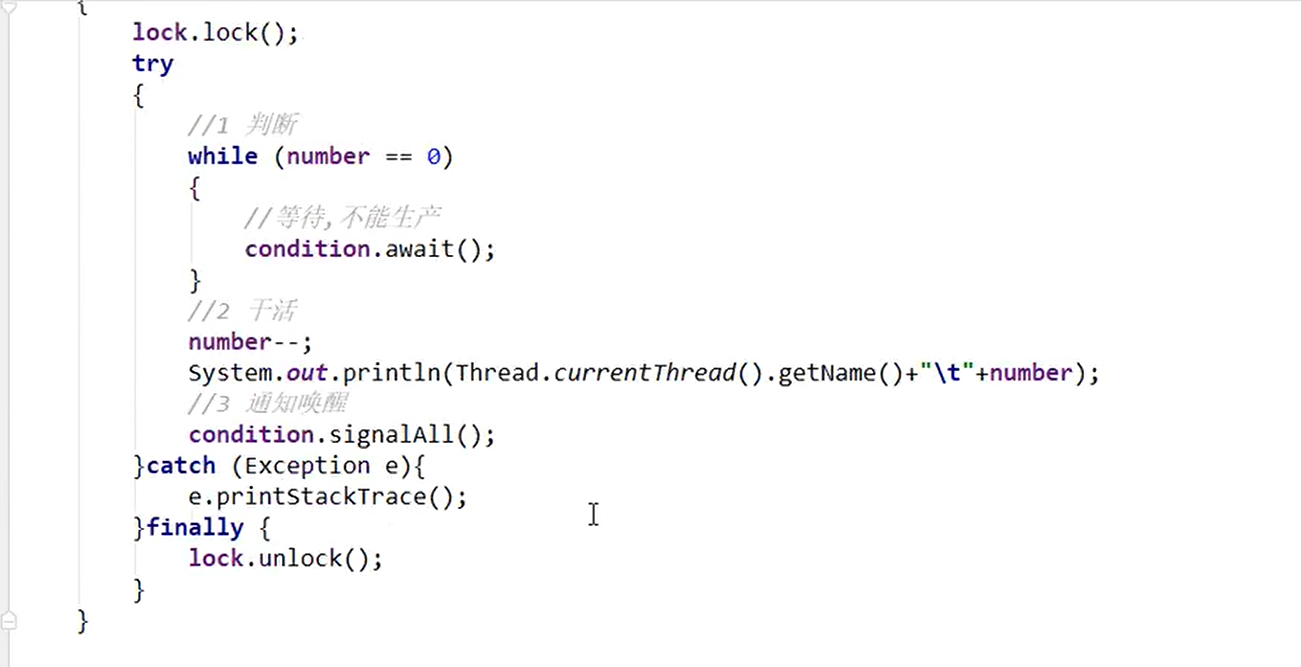 {
lock.lock();
try
{
//1 判断
while (number == 0)
{
//等待,不能生产
condition.await();
}
//2 干活
number--;
System.out.println(Thread.currentThread().getName()+"\t"+number);
//3 通知唤醒
condition.signalAll();
}catch (Exception e){
e.printStackTrace();
}finally {
lock.unlock();
}
}